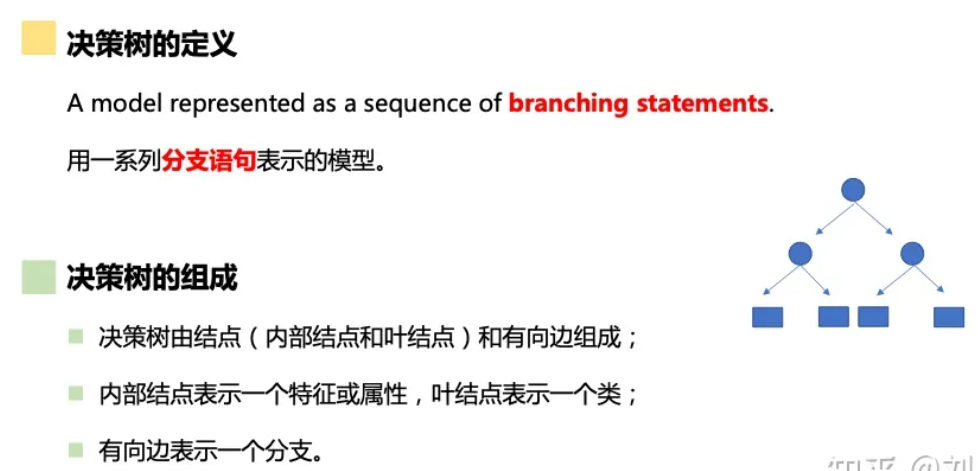 决策树的定义
A model represented as a sequence of branching statements.
用一系列分支语句表示的模型。
决策树的组成
决策树由结点（内部结点和叶结点）和有向边组成；
内部结点表示一个特征或属性，叶结点表示一个类；
有向边表示一个分支。